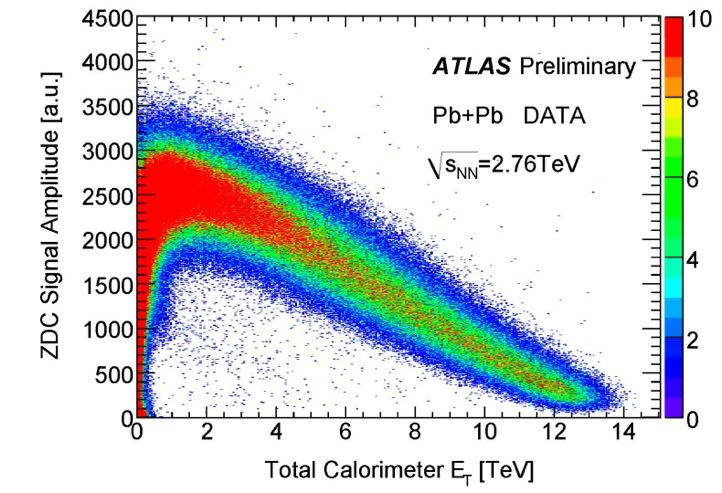 4500
4000
3500
3000
2500
2000
1500
1000
500
0
ZDC Signal Amplitude [a.u.]
ATLAS Preliminary
Pb+Pb DATA
√sNN=2.76TeV
10
8
6
4
2
0
0 2 4 6 8 10 12 14
Total Calorimeter ET [TeV]